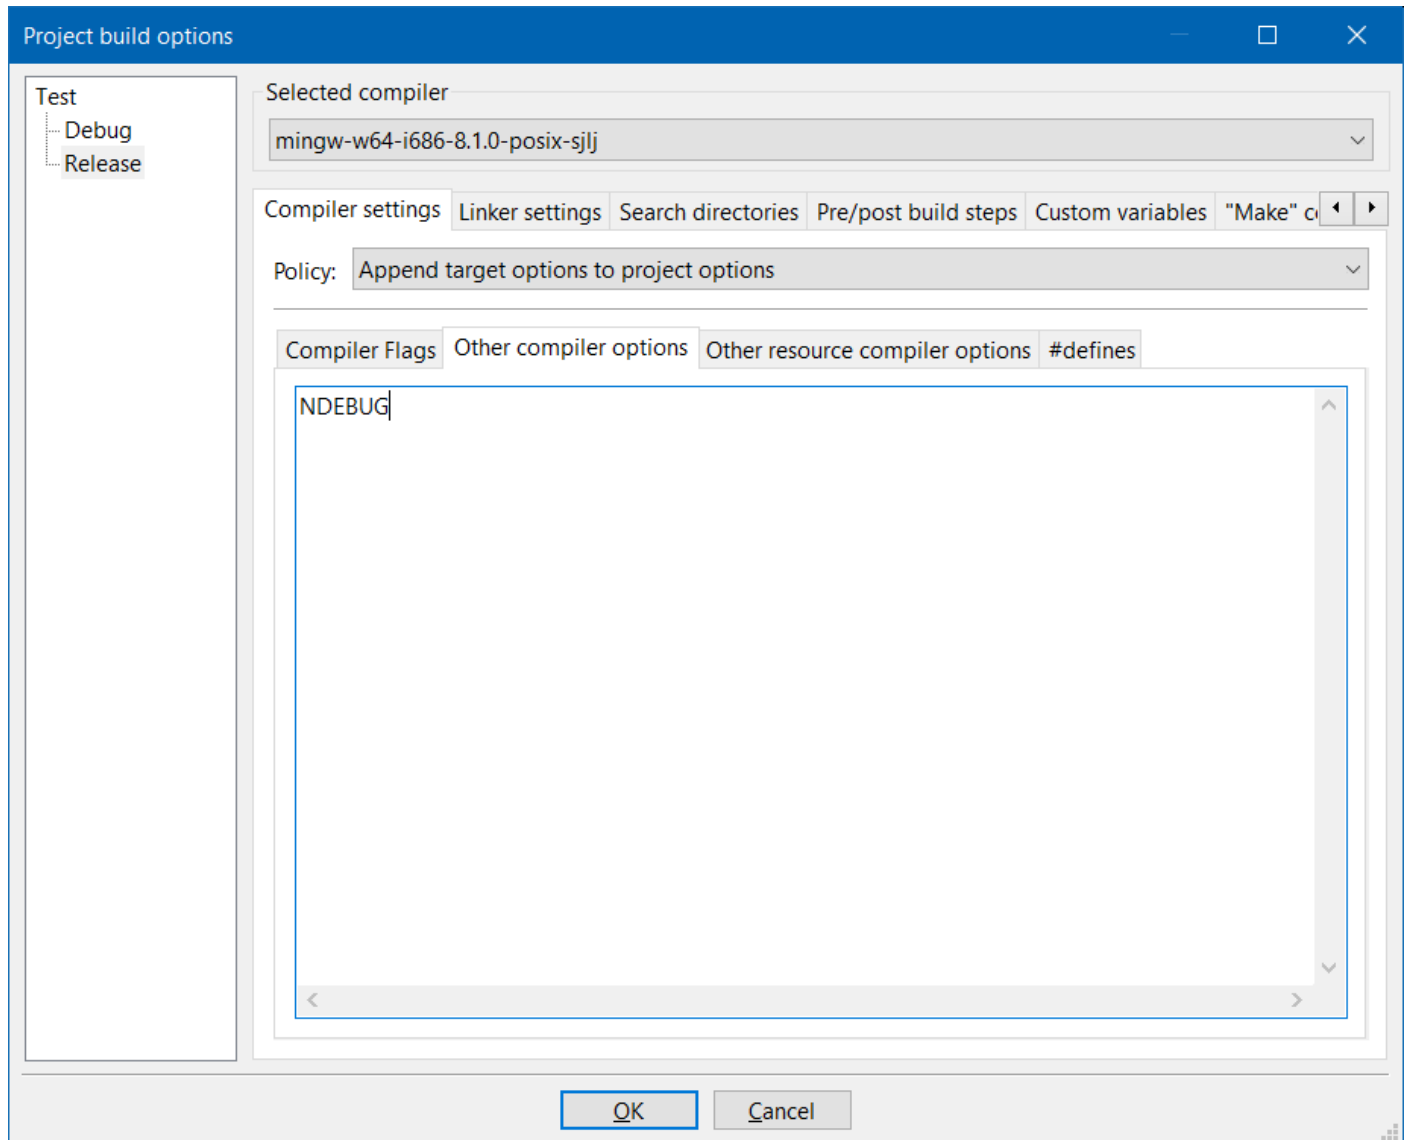 Project build options
Test
Debug
Release
Selected compiler
mingw-w64-i686-8.1.0-posix-sjlj
Compiler settings Linker settings Search directories Pre/post build steps Custom variables "Make" c
Policy: Append target options to project options
Compiler Flags Other compiler options Other resource compiler options #defines
NDEBUG
OK Cancel